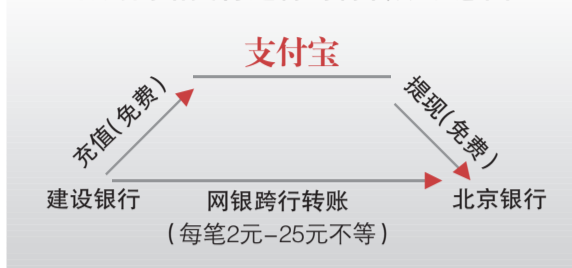 支付宝
充值(免费)
提现(免费)
建设银行
网银跨行转账
北京银行
(每笔2元-25元不等)